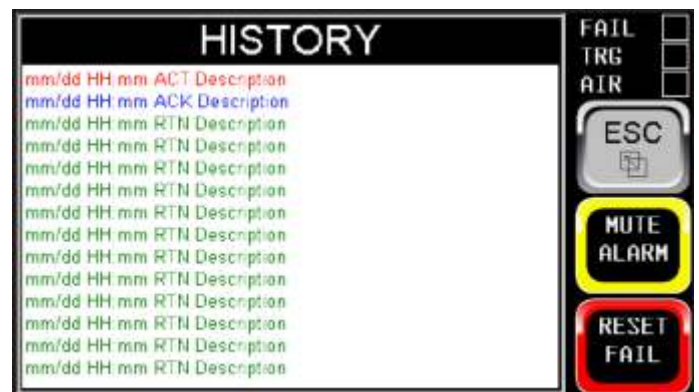 HISTORY
mm/dd HH:mm ACT Description
mm/dd HH:mm ACK Description
mm/dd HH:mm RTN Description
mm/dd HH:mm RTN Description
mm/dd HH:mm RTN Description
mm/dd HH:mm RTN Description
mm/dd HH:mm RTN Description
mm/dd HH:mm RTN Description
mm/dd HH:mm RTN Description
mm/dd HH:mm RTN Description
mm/dd HH:mm RTN Description
mm/dd HH:mm RTN Description
mm/dd HH:mm RTN Description
mm/dd HH:mm RTN Description
FAIL
TRG
AIR
ESC
MUTE
ALARM
RESET
FAIL